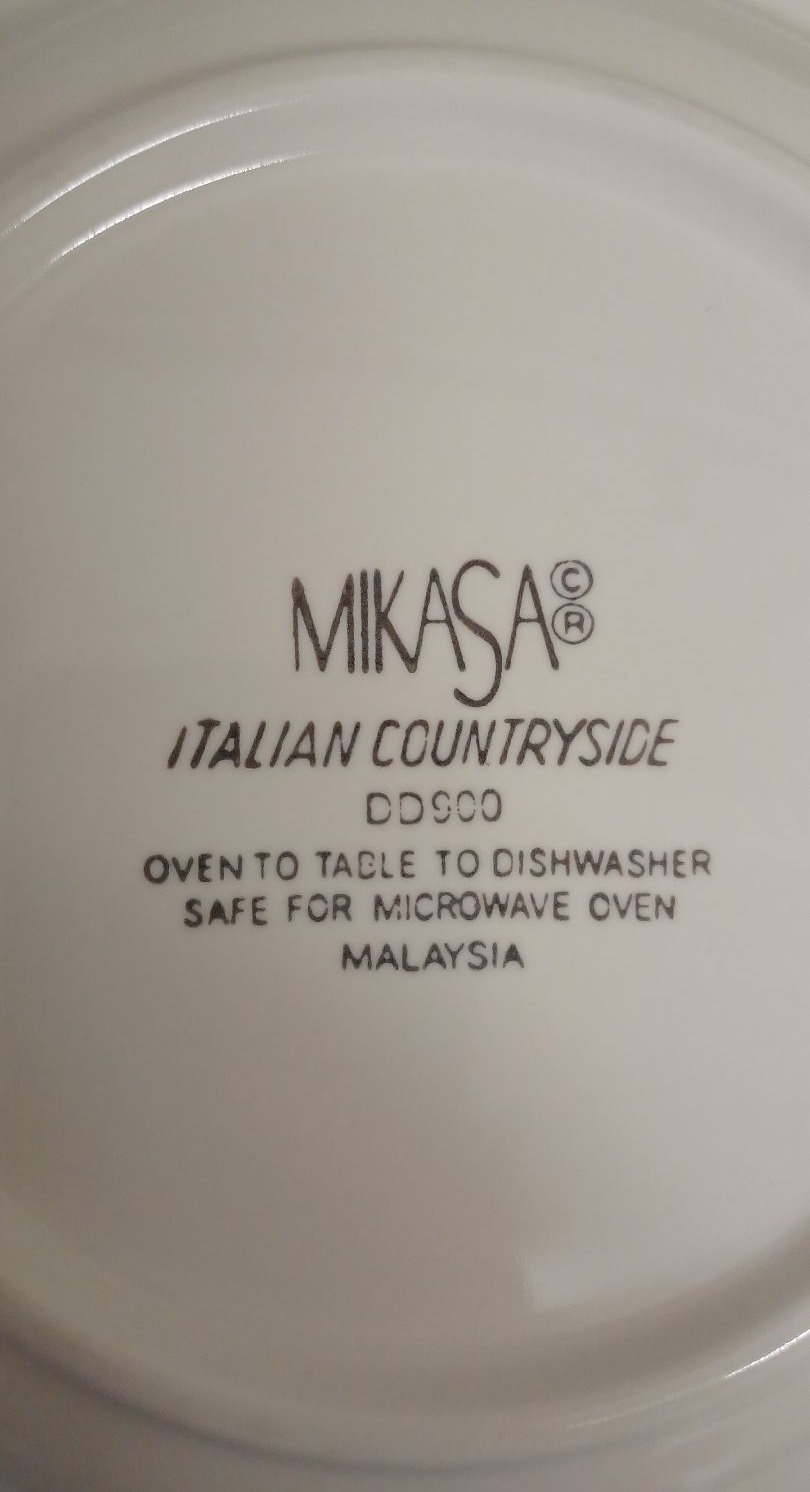 MIKASA©®
ITALIAN COUNTRYSIDE
DD900
OVEN TO TABLE TO DISHWASHER
SAFE FOR MICROWAVE OVEN
MALAYSIA